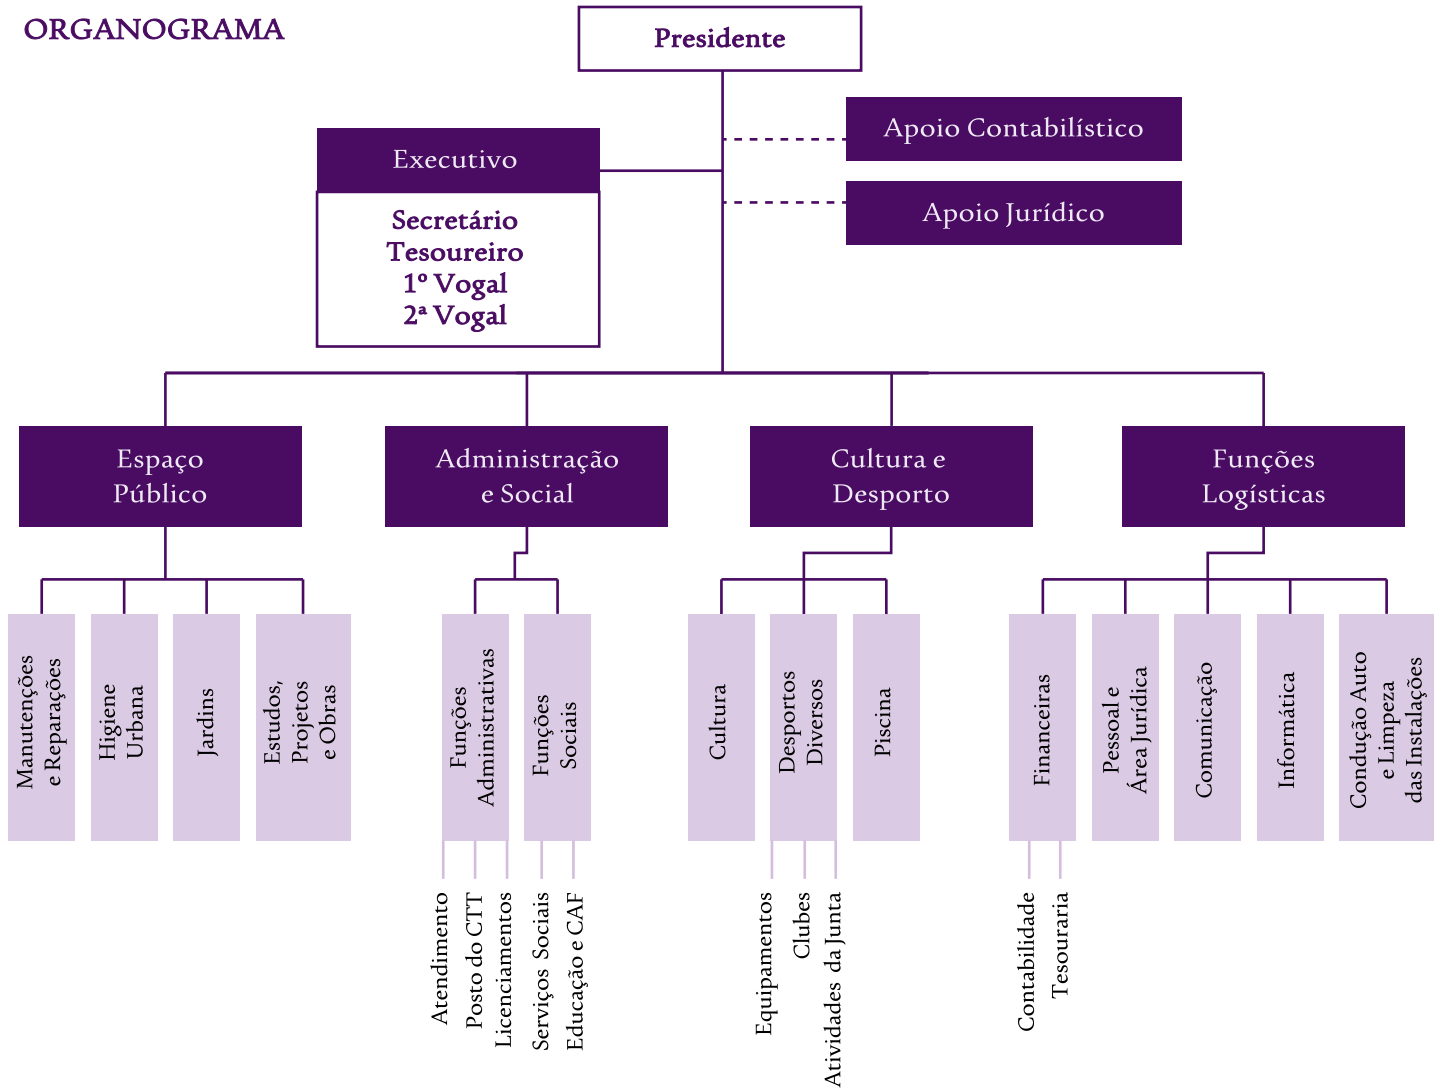 ORGANOGRAMA
Presidente
Apoio Contabilístico
Executivo
Apoio Jurídico
Secretário
Tesoureiro
1º Vogal
2ª Vogal
Espaço
Público
Administração
e Social
Cultura e
Desporto
Funções
Logísticas
Manutenções
e Reparações
Higiene
Urbana
Jardins
Estudos,
Projetos
e Obras
Funções
Administrativas
Funções
Sociais
Cultura
Desportos
Diversos
Piscina
Financeiras
Pessoal e
Área Jurídica
Comunicação
Informática
Condução Auto
e Limpeza
das Instalações
Atendimento
Posto do CTT
Licenciamentos
Serviços Sociais
Educação e CAF
Equipamentos
Clubes
Atividades da Junta
Contabilidade
Tesouraria